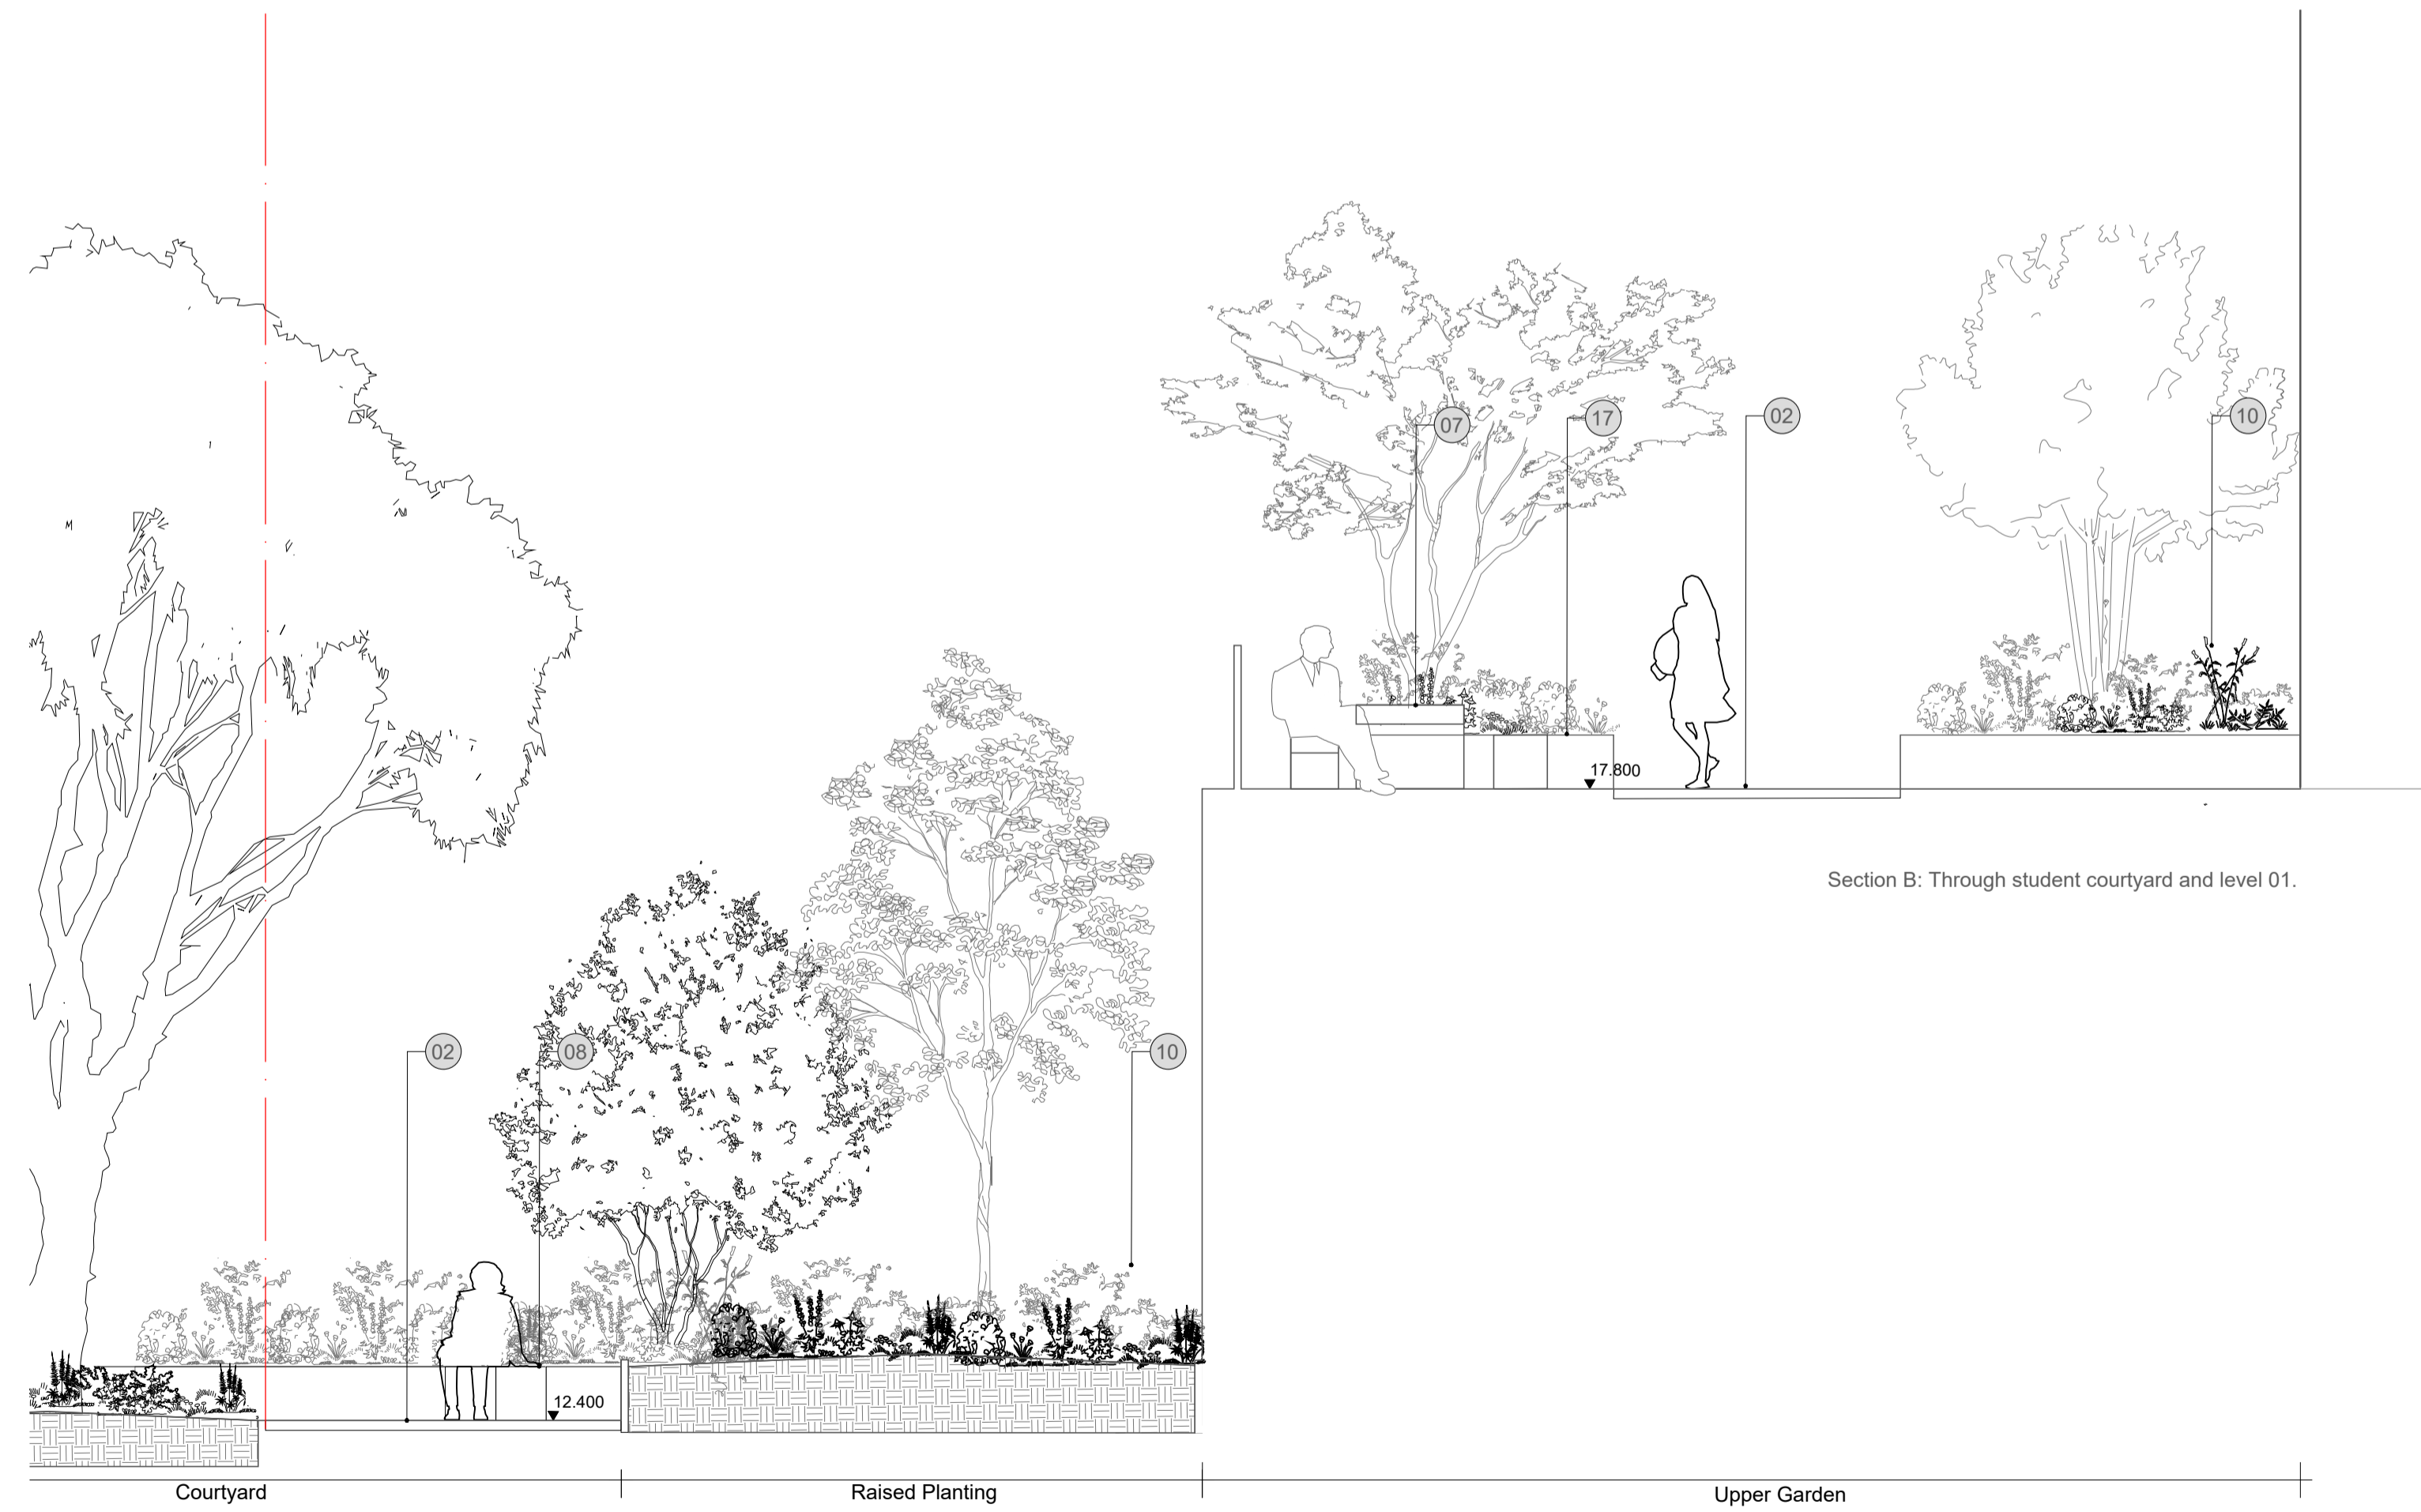 07
17
02
10
17.800
Section B: Through student courtyard and level 01.
02
08
10
12.400
Courtyard
Raised Planting
Upper Garden